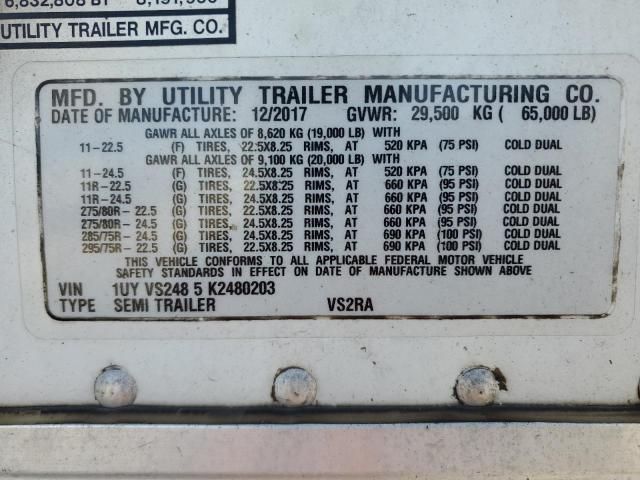 6,832,808 B1 8,191,956
UTILITY TRAILER MFG. CO.
MFD. BY UTILITY TRAILER MANUFACTURING CO.
DATE OF MANUFACTURE: 12/2017 GVWR: 29,500 KG ( 65,000 LB)
GAWR ALL AXLES OF 8,620 KG (19,000 LB) WITH
11-22.5 (F) TIRES, 22.5X8.25 RIMS, AT 520 KPA (75 PSI) COLD DUAL
GAWR ALL AXLES OF 9,100 KG (20,000 LB) WITH
11-24.5 (F) TIRES, 24.5X8.25 RIMS, AT 520 KPA (75 PSI) COLD DUAL
11R-22.5 (G) TIRES, 22.5X8.25 RIMS, AT 660 KPA (95 PSI) COLD DUAL
11R-24.5 (G) TIRES, 24.5X8.25 RIMS, AT 660 KPA (95 PSI) COLD DUAL
275/80R-22.5 (G) TIRES, 22.5X8.25 RIMS, AT 660 KPA (95 PSI) COLD DUAL
275/80R-24.5 (G) TIRES, 24.5X8.25 RIMS, AT 660 KPA (95 PSI) COLD DUAL
285/75R-24.5 (G) TIRES, 24.5X8.25 RIMS, AT 690 KPA (100 PSI) COLD DUAL
295/75R-22.5 (G) TIRES, 22.5X8.25 RIMS, AT 690 KPA (100 PSI) COLD DUAL
THIS VEHICLE CONFORMS TO ALL APPLICABLE FEDERAL MOTOR VEHICLE
SAFETY STANDARDS IN EFFECT ON DATE OF MANUFACTURE SHOWN ABOVE
VIN 1UY VS248 5 K2480203
TYPE SEMI TRAILER VS2RA